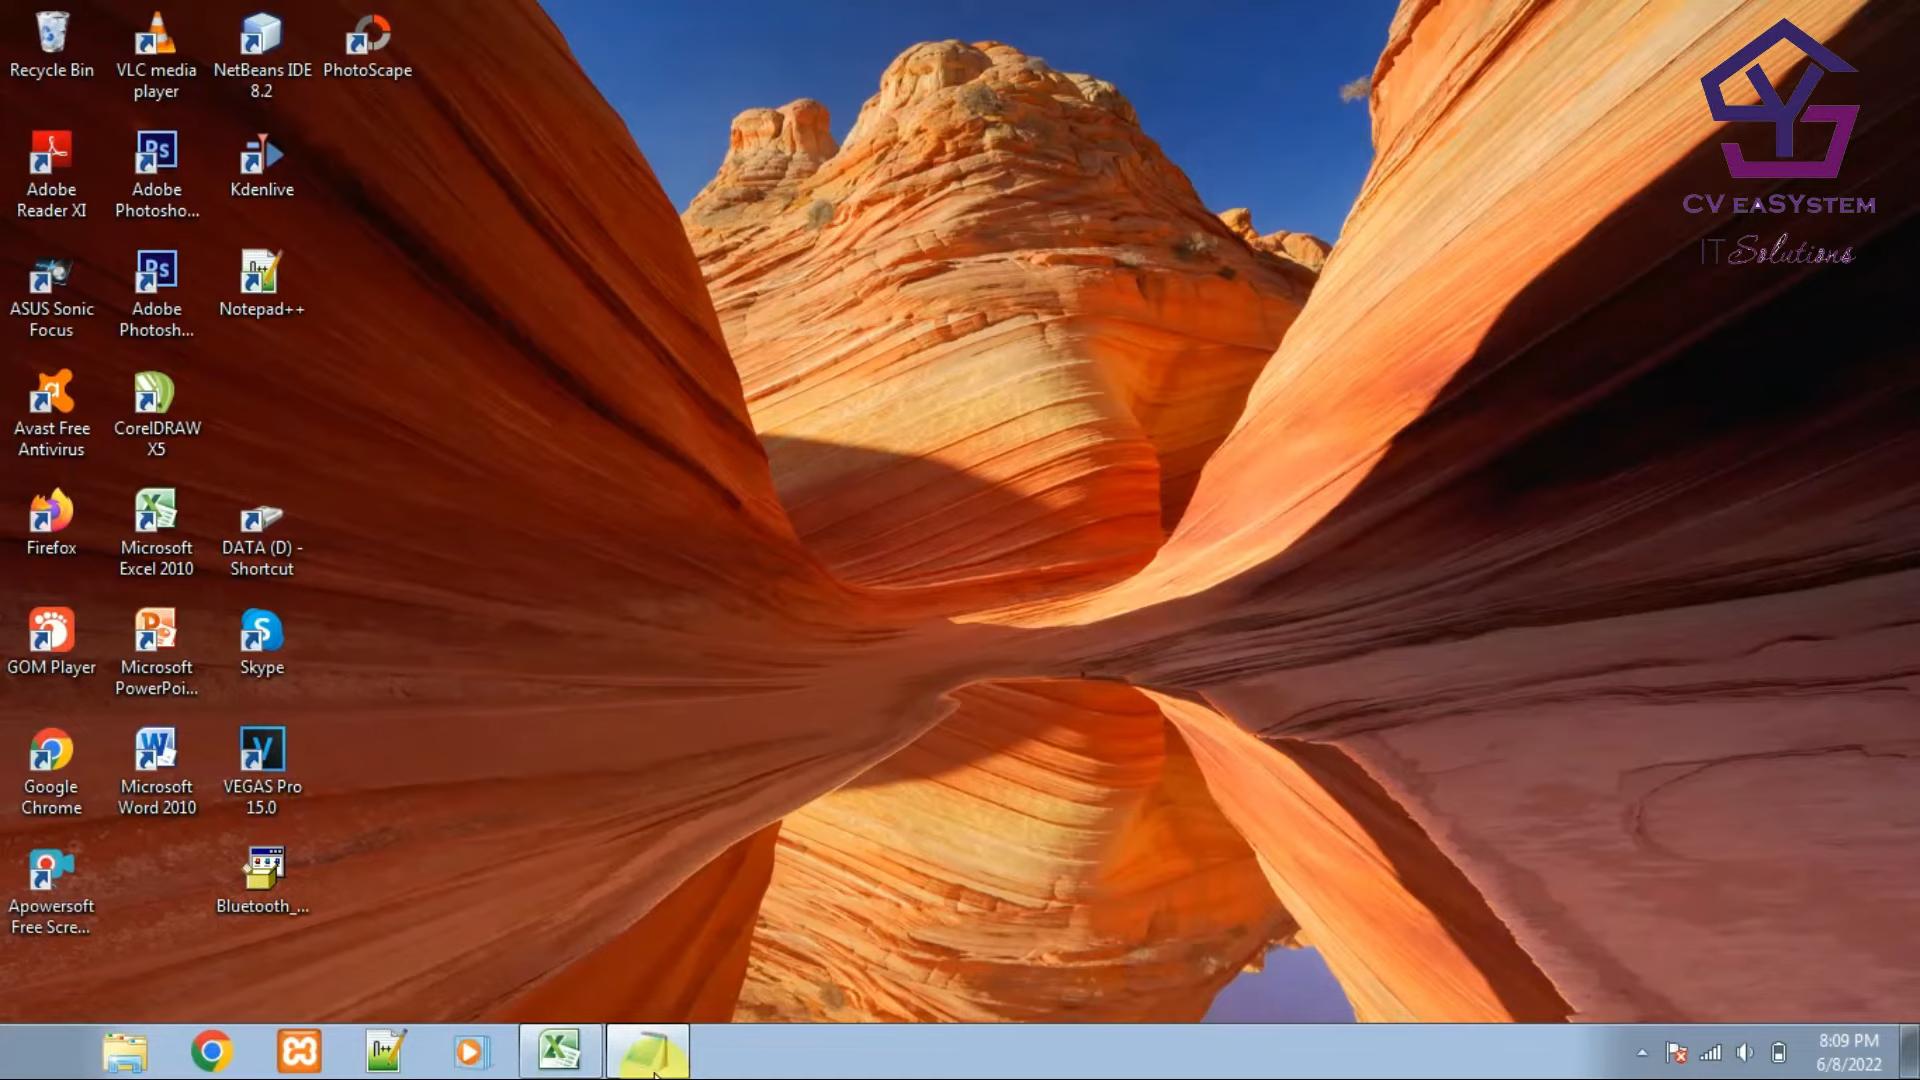 Recycle Bin
VLC media
player
NetBeans IDE
8.2
PhotoScape
Adobe
Reader XI
Ps
Adobe
Photosho...
Kdenlive
ASUS Sonic
Focus
Ps
Adobe
Photosh...
Notepad++
Avast Free
Antivirus
CorelDRAW
X5
Firefox
Microsoft
Excel 2010
DATA (D) -
Shortcut
GOM Player
Microsoft
PowerPoi...
Skype
Google
Chrome
Microsoft
Word 2010
VEGAS Pro
15.0
Apowersoft
Free Scre...
Bluetooth_...
CV EASYSTEM
IT Solutions
8:09 PM
6/8/2022